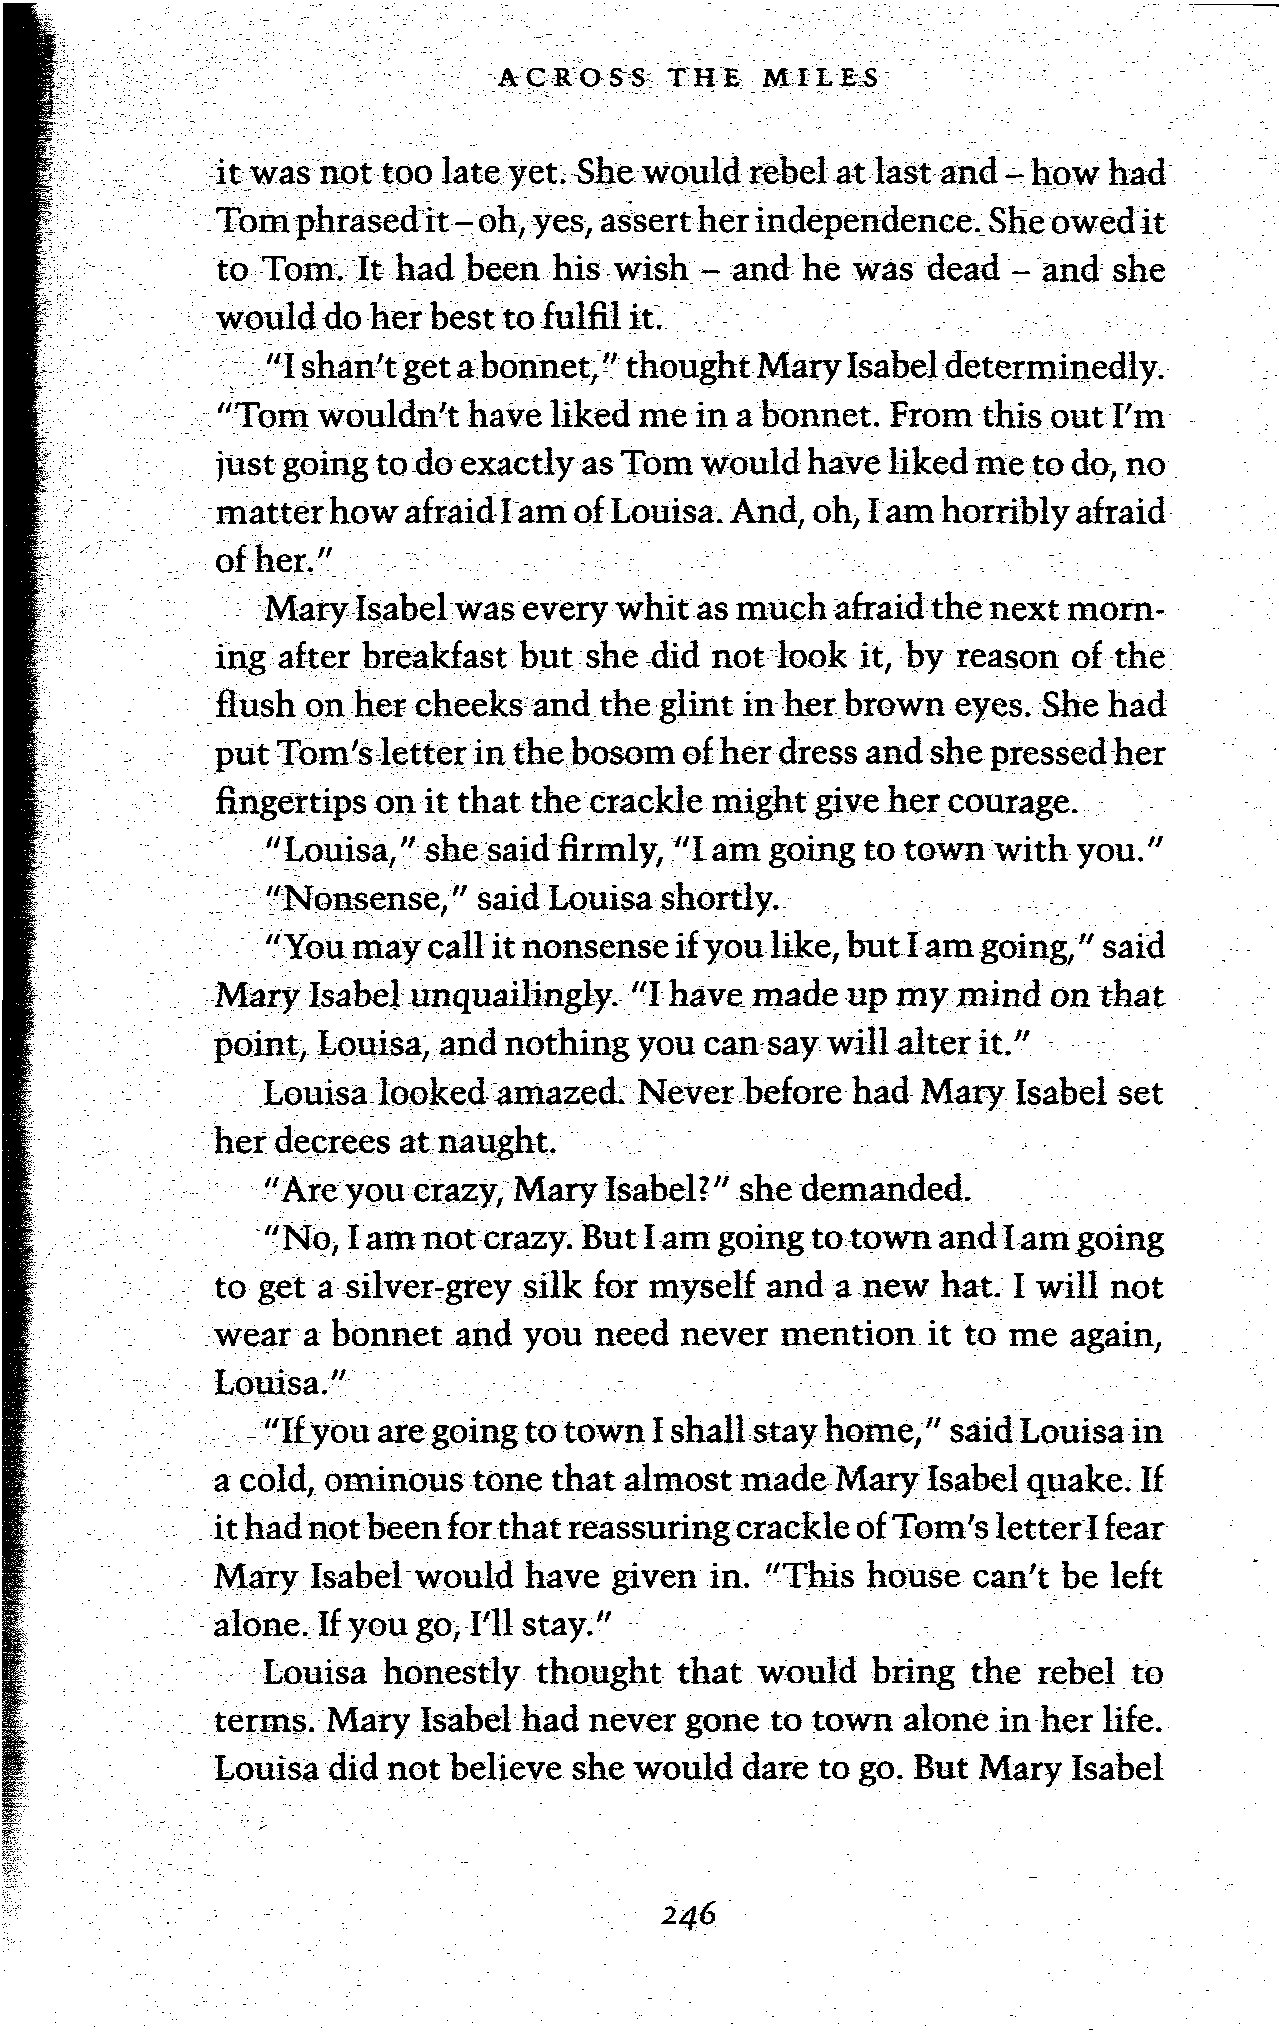 ACROSS THE MILES
it was not too late yet. She would rebel at last and – how had
Tom phrased it – oh, yes, assert her independence. She owed it
to Tom. It had been his wish – and he was dead – and she
would do her best to fulfil it.
"I shan't get a bonnet," thought Mary Isabel determinedly.
"Tom wouldn't have liked me in a bonnet. From this out I'm
just going to do exactly as Tom would have liked me to do, no
matter how afraid I am of Louisa. And, oh, I am horribly afraid
of her."
Mary Isabel was every whit as much afraid the next morn-
ing after breakfast but she did not look it, by reason of the
flush on her cheeks and the glint in her brown eyes. She had
put Tom's letter in the bosom of her dress and she pressed her
fingertips on it that the crackle might give her courage.
"Louisa," she said firmly, "I am going to town with you."
"Nonsense," said Louisa shortly.
"You may call it nonsense if you like, but I am going," said
Mary Isabel unquailingly. "I have made up my mind on that
point, Louisa, and nothing you can say will alter it."
Louisa looked amazed. Never before had Mary Isabel set
her decrees at naught.
"Are you crazy, Mary Isabel?" she demanded.
"No, I am not crazy. But I am going to town and I am going
to get a silver-grey silk for myself and a new hat. I will not
wear a bonnet and you need never mention it to me again,
Louisa."
"If you are going to town I shall stay home," said Louisa in
a cold, ominous tone that almost made Mary Isabel quake. If
it had not been for that reassuring crackle of Tom's letter I fear
Mary Isabel would have given in. "This house can't be left
alone. If you go, I'll stay."
Louisa honestly thought that would bring the rebel to
terms. Mary Isabel had never gone to town alone in her life.
Louisa did not believe she would dare to go. But Mary Isabel
246